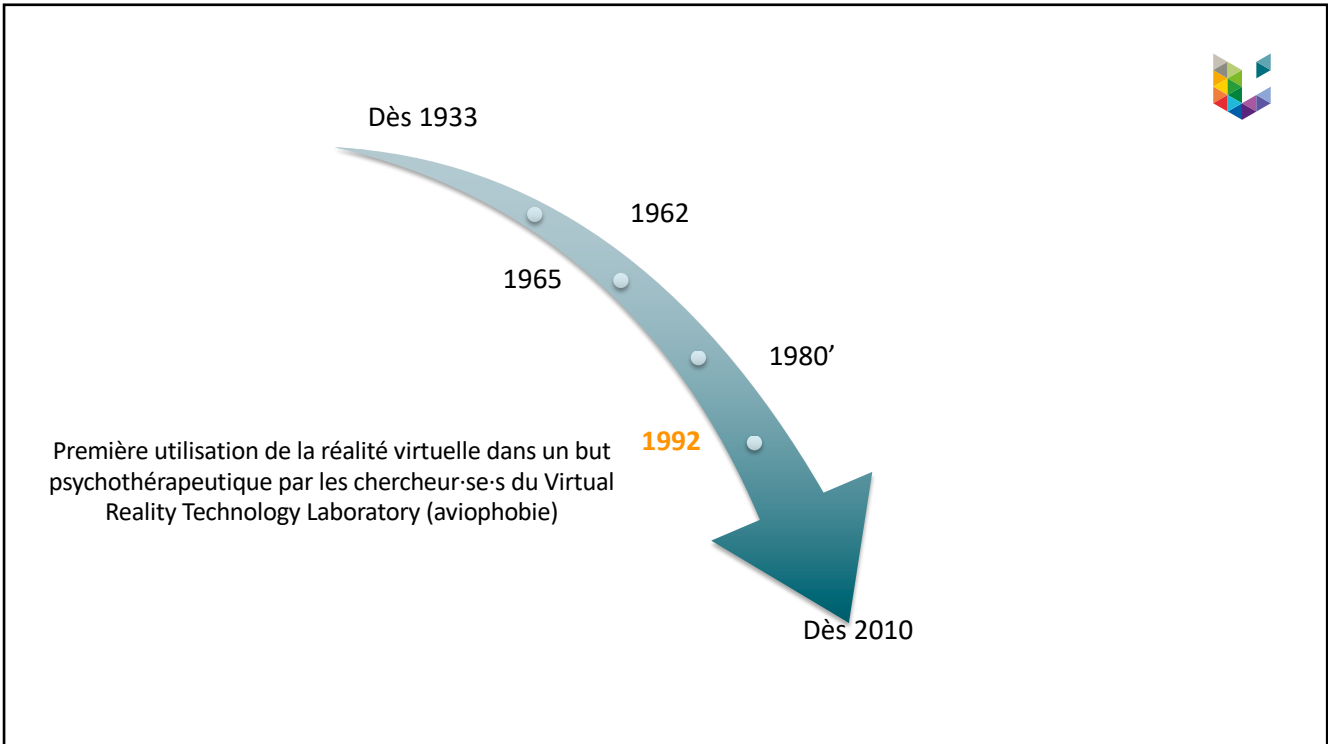 Dès 1933
1962
1965
1980’
1992
Première utilisation de la réalité virtuelle dans un but
psychothérapeutique par les chercheur·se·s du Virtual
Reality Technology Laboratory (aviophobie)
Dès 2010